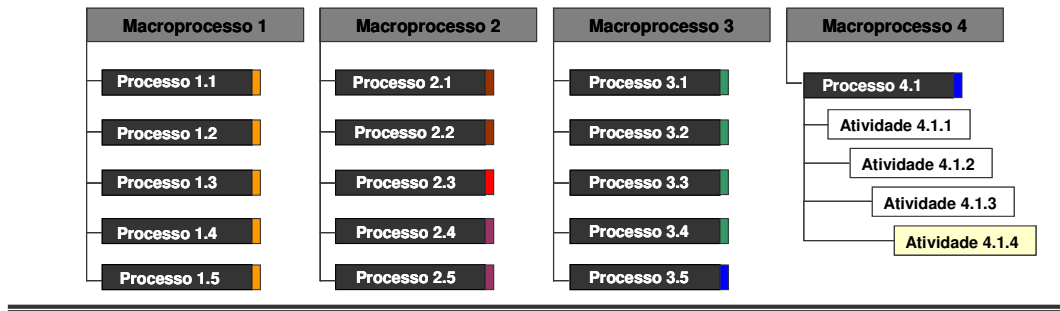 Macroprocesso 1
Processo 1.1
Processo 1.2
Processo 1.3
Processo 1.4
Processo 1.5
Macroprocesso 2
Processo 2.1
Processo 2.2
Processo 2.3
Processo 2.4
Processo 2.5
Macroprocesso 3
Processo 3.1
Processo 3.2
Processo 3.3
Processo 3.4
Processo 3.5
Macroprocesso 4
Processo 4.1
Atividade 4.1.1
Atividade 4.1.2
Atividade 4.1.3
Atividade 4.1.4